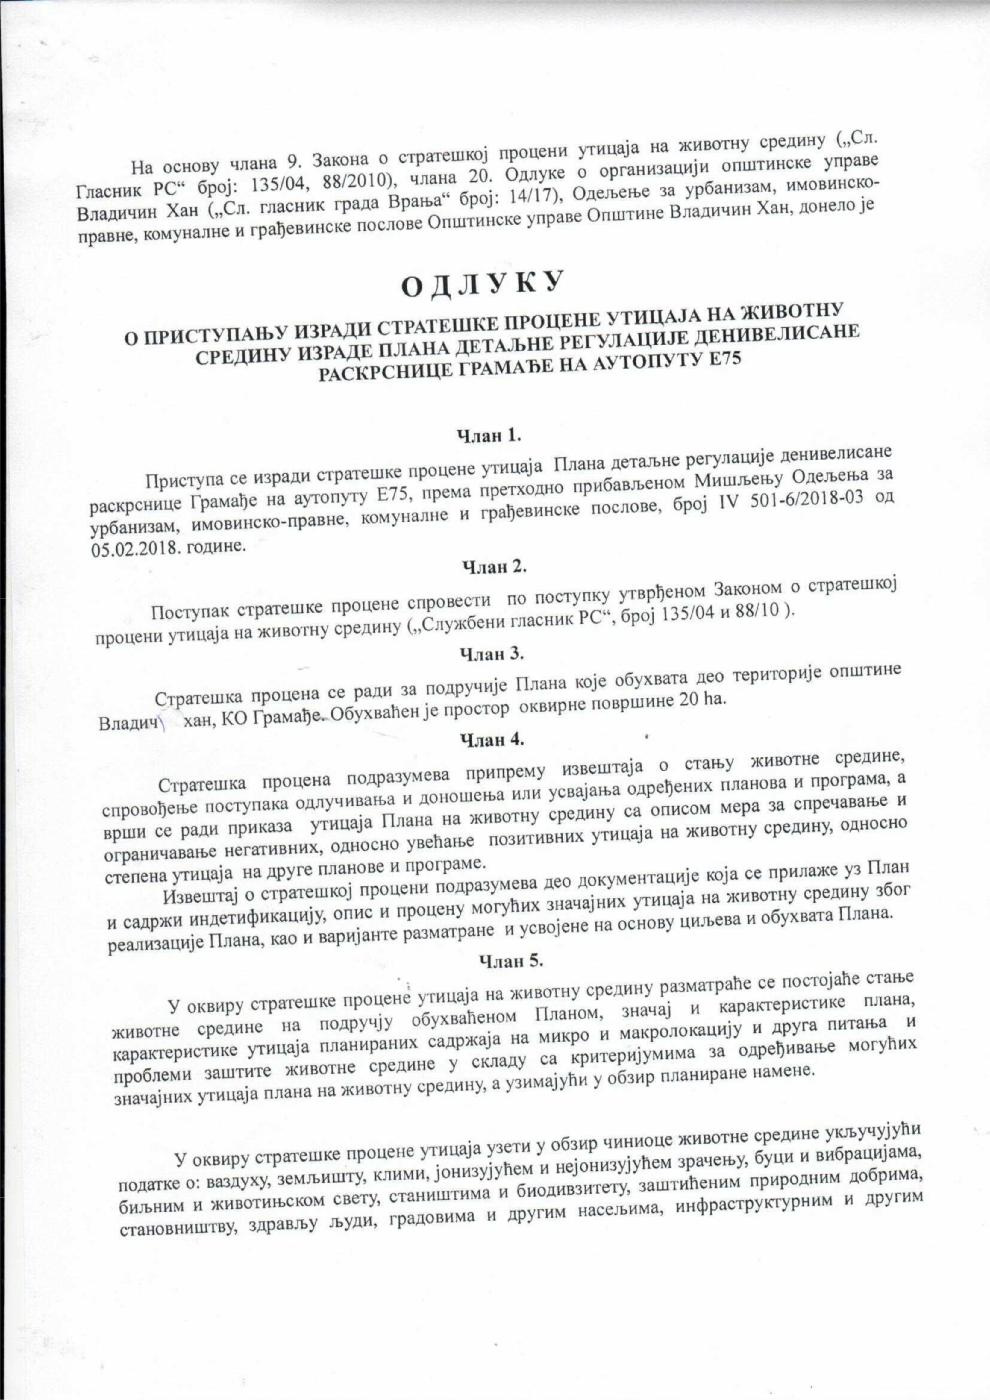 На основу члана 9. Закона о стратешкој процени утицаја на животну средину („Сл.
Гласник РС“ број: 135/04, 88/2010), члана 20. Одлуке о организацији општинске управе
Владичин Хан („Сл. гласник града Врања“ број: 14/17), Одељење за урбанизам, имовинско-
правне, комуналне и грађевинске послове Општинске управе Општине Владичин Хан, донело је
О Д Л У К У
О ПРИСТУПАЊУ ИЗРАДИ СТРАТЕШКЕ ПРОЦЕНЕ УТИЦАЈА НА ЖИВОТНУ
СРЕДИНУ ИЗРАДЕ ПЛАНА ДЕТАЉНЕ РЕГУЛАЦИЈЕ ДЕНИВЕЛИСАНЕ
РАСКРСНИЦЕ ГРАМАЂЕ НА АУТОПУТУ Е75
Члан 1.
Приступа се изради стратешке процене утицаја Плана детаљне регулације денивелисане
раскрснице Грамађе на аутопуту Е75, према претходно прибављеном Мишљењу Одељења за
урбанизам, имовинско-правне, комуналне и грађевинске послове, број IV 501-6/2018-03 од
05.02.2018. године.
Члан 2.
Поступак стратешке процене спровести по поступку утврђеном Законом о стратешкој
процени утицаја на животну средину („Службени гласник РС“, број 135/04 и 88/10 ).
Члан 3.
Стратешка процена се ради за подручије Плана које обухвата део територије општине
Владич хан, КО Грамађе. Обухваћен је простор оквирне површине 20 ha.
Члан 4.
Стратешка процена подразумева припрему извештаја о стању животне средине,
спровођење поступака одлучивања и доношења или усвајања одређених планова и програма, а
врши се ради приказа утицаја Плана на животну средину са описом мера за спречавање и
ограничавање негативних, односно увећање позитивних утицаја на животну средину, односно
степена утицаја на друге планове и програме.
Извештај о стратешкој процени подразумева део документације која се прилаже уз План
и садржи индетификацију, опис и процену могућих значајних утицаја на животну средину због
реализације Плана, као и варијанте разматране и усвојене на основу циљева и обухвата Плана.
Члан 5.
У оквиру стратешке процене утицаја на животну средину разматраће се постојаће стање
животне средине на подручју обухваћеном Планом, значај и карактеристике плана,
карактеристике утицаја планираних садржаја на микро и макролокацију и друга питања и
проблеми заштите животне средине у складу са критеријумима за одређивање могућих
значајних утицаја плана на животну средину, а узимајући у обзир планиране намене.
У оквиру стратешке процене утицаја узети у обзир чиниоце животне средине укључујући
податке о: ваздуху, земљишту, клими, јонизујућем и нејонизујућем зрачењу, буци и вибрацијама,
биљним и животињском свету, стаништима и биодивзитету, заштићеним природним добрима,
становништву, здрављу људи, градовима и другим насељима, инфраструктурним и другим